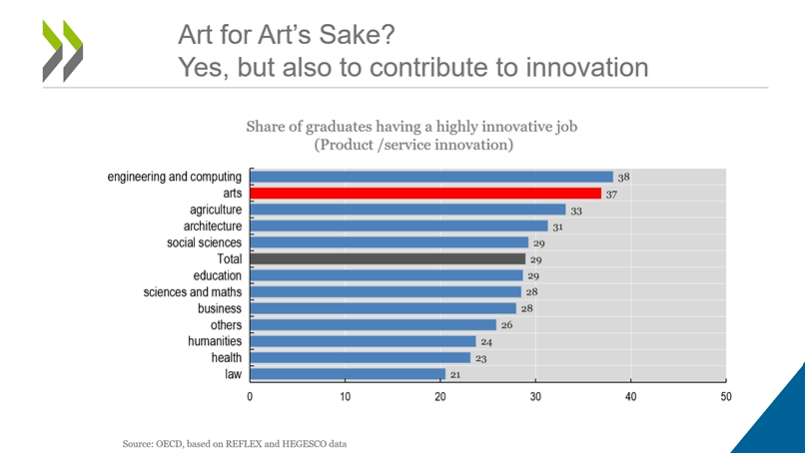 Art for Art’s Sake?
Yes, but also to contribute to innovation
Share of graduates having a highly innovative job
(Product /service innovation)
engineering and computing 38
arts 37
agriculture 33
architecture 31
social sciences 29
Total 29
education 29
sciences and maths 28
business 28
others 26
humanities 24
health 23
law 21
0 10 20 30 40 50
Source: OECD, based on REFLEX and HEGESCO data